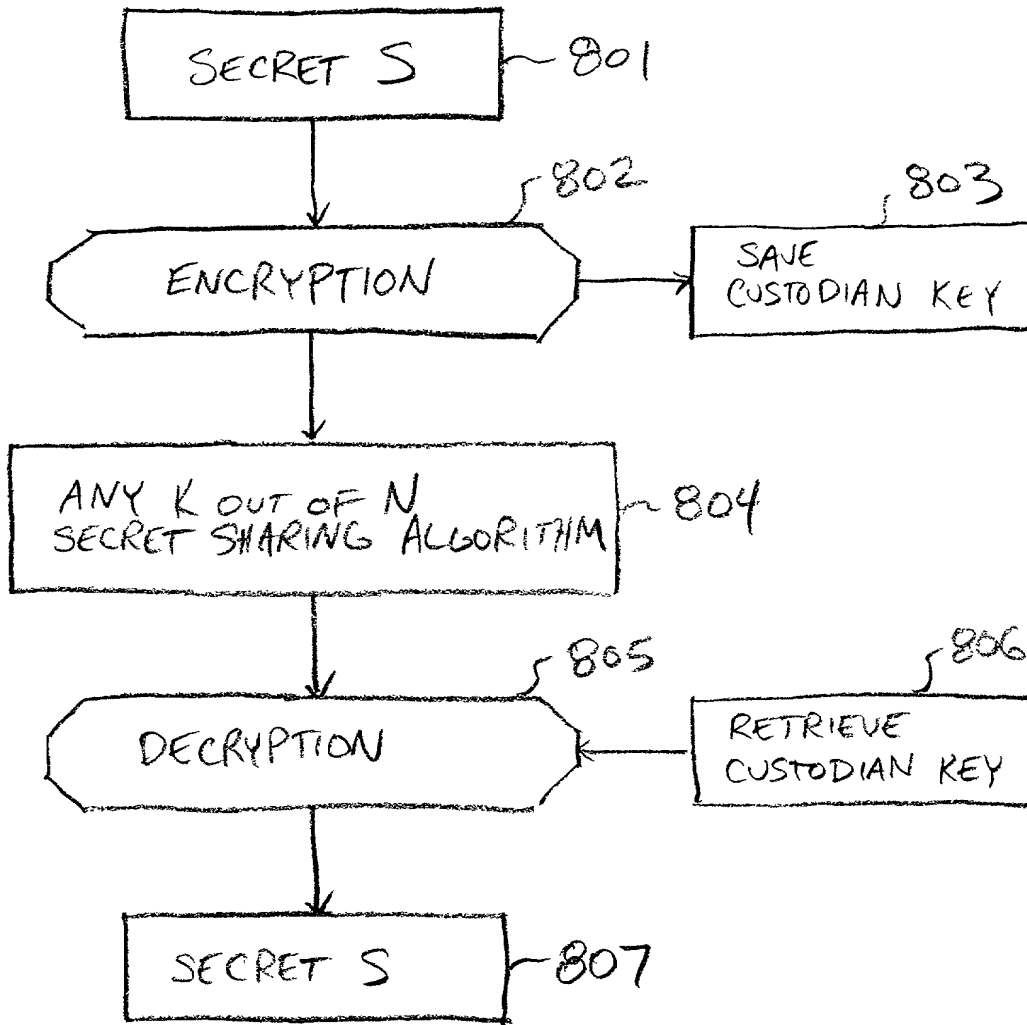 SECRET S
801
802
803
ENCRYPTION
SAVE
CUSTODIAN KEY
ANY K OUT OF N
SECRET SHARING ALGORITHM
804
805
806
DECRYPTION
RETRIEVE
CUSTODIAN KEY
SECRET S
807